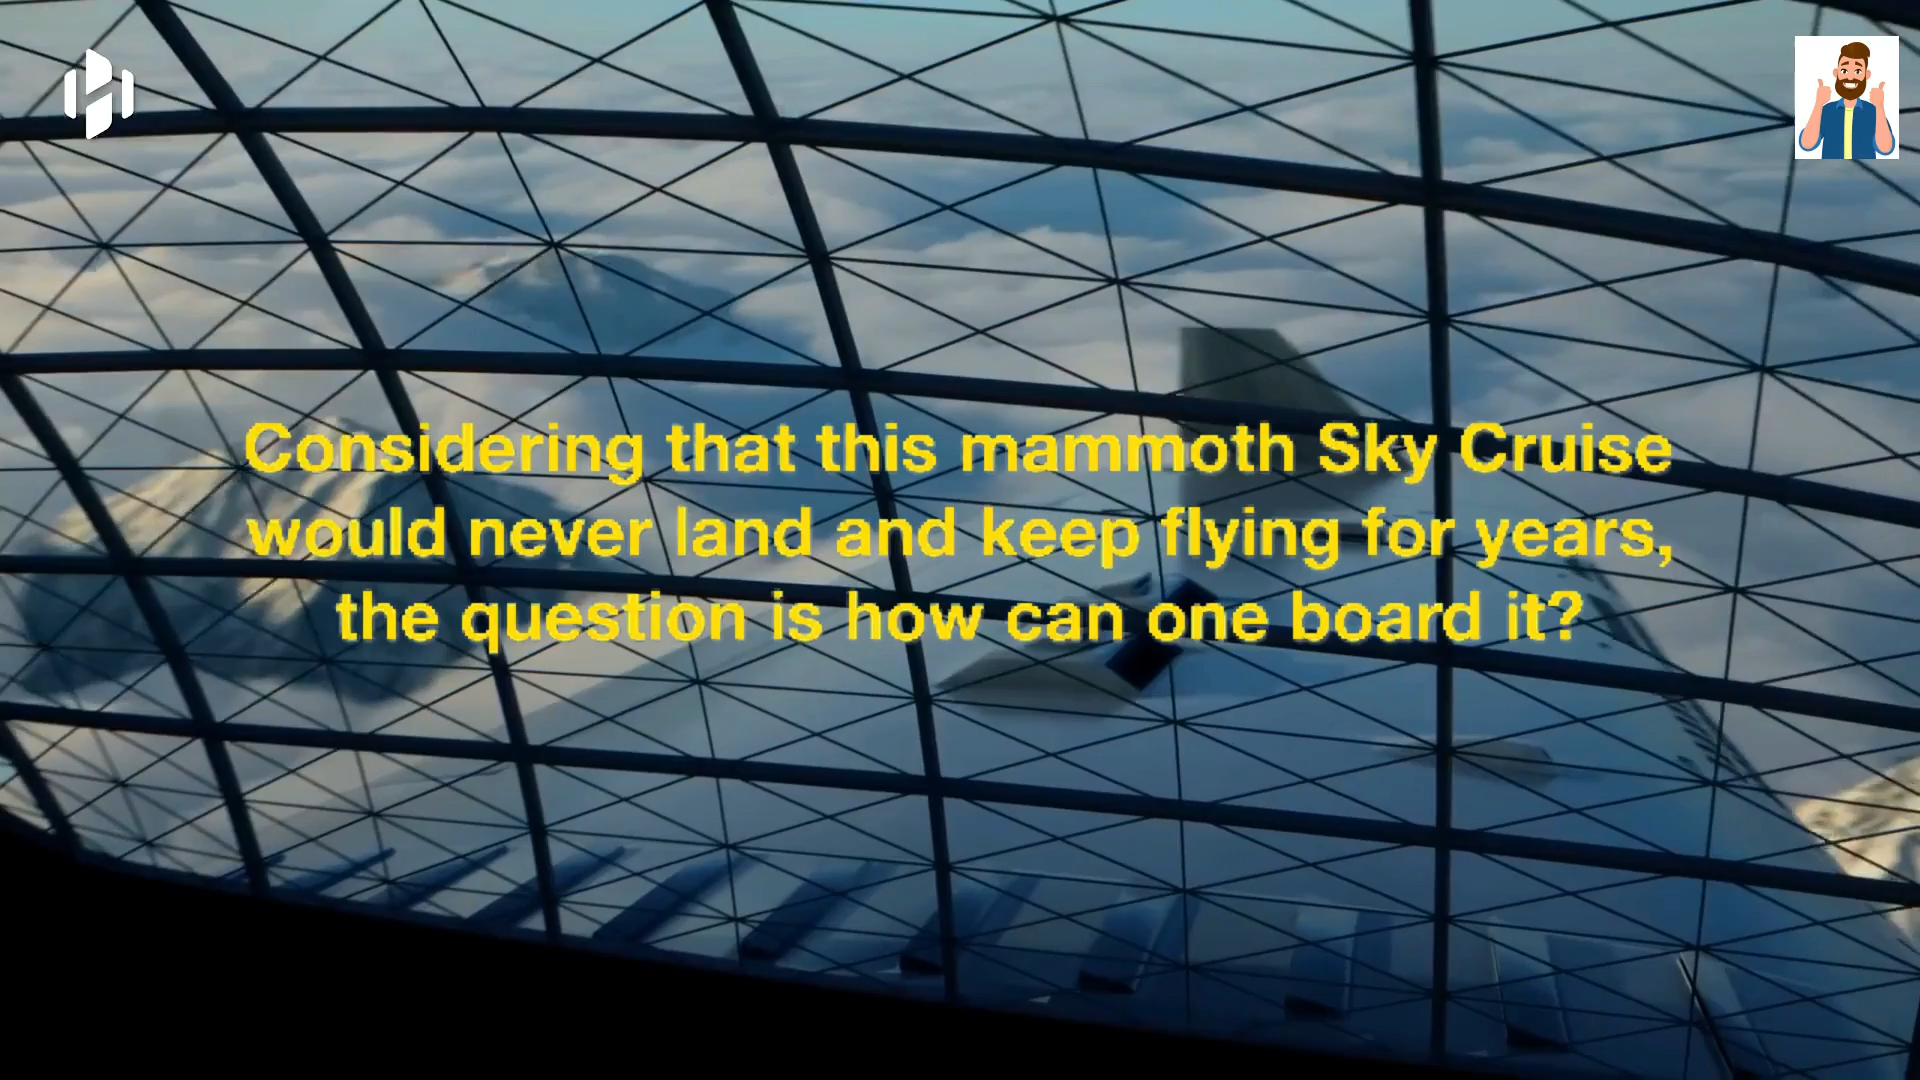 Considering that this mammoth Sky Cruise
would never land and keep flying for years,
the question is how can one board it?